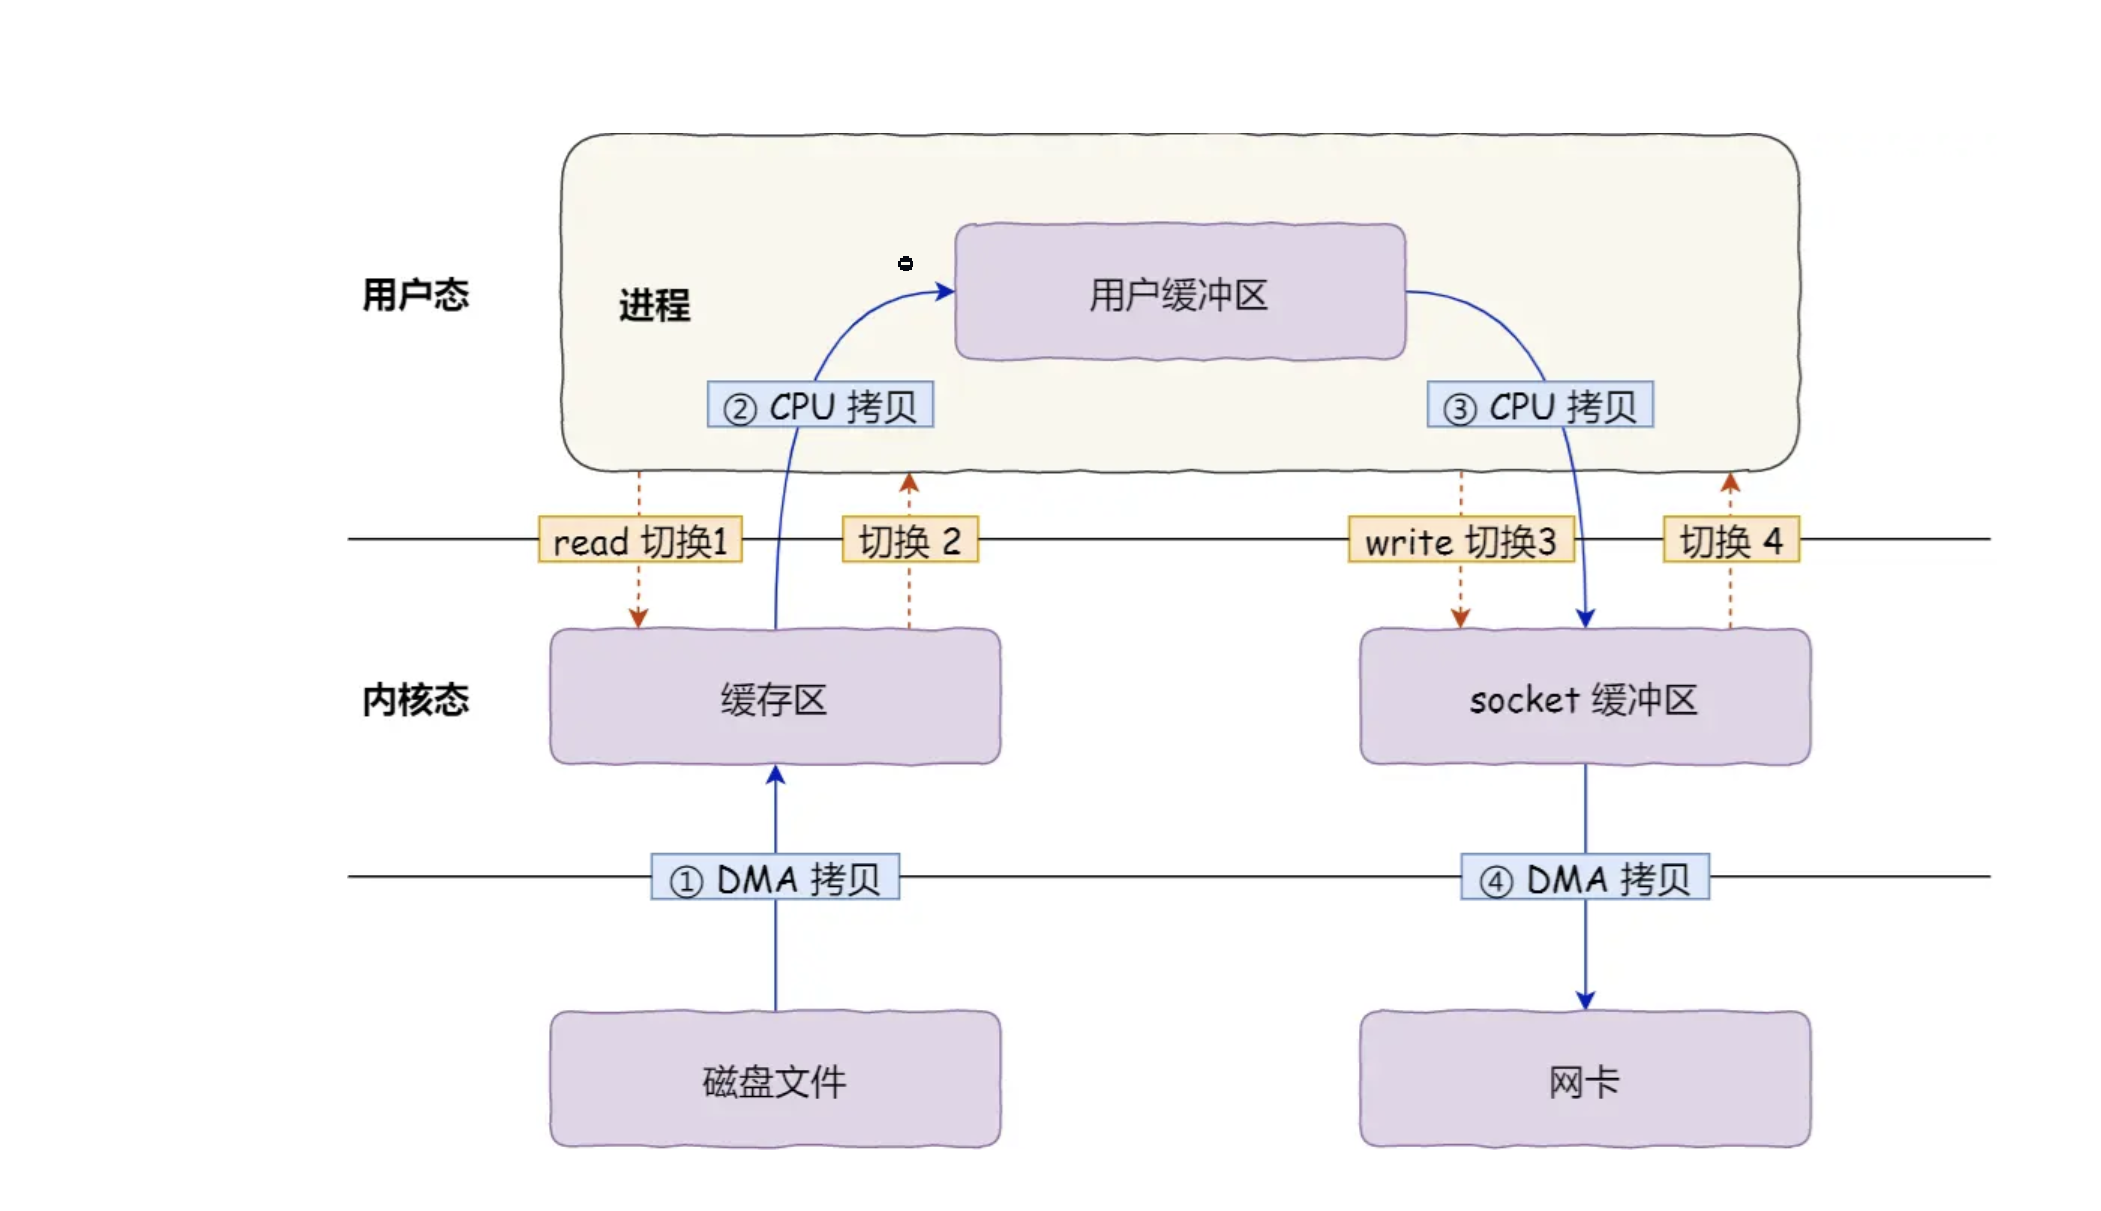 用户态
进程
用户缓冲区
② CPU 拷贝
③ CPU 拷贝
read 切换1
切换 2
write 切换3
切换 4
内核态
缓存区
socket 缓冲区
① DMA 拷贝
④ DMA 拷贝
磁盘文件
网卡